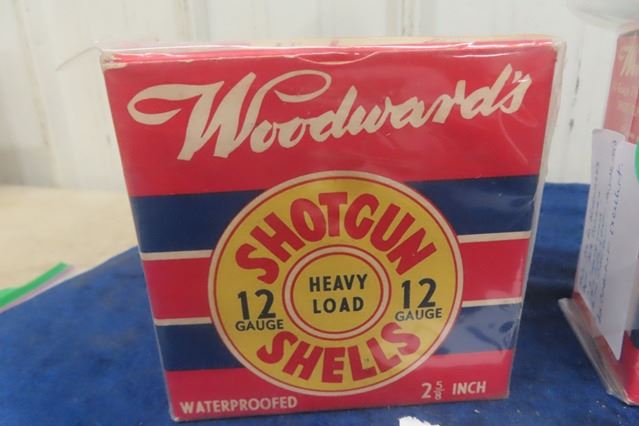 Woodward's
SHOTGUN
HEAVY
LOAD
12
GAUGE
12
GAUGE
SHELLS
WATERPROOFED
2 5/8 INCH